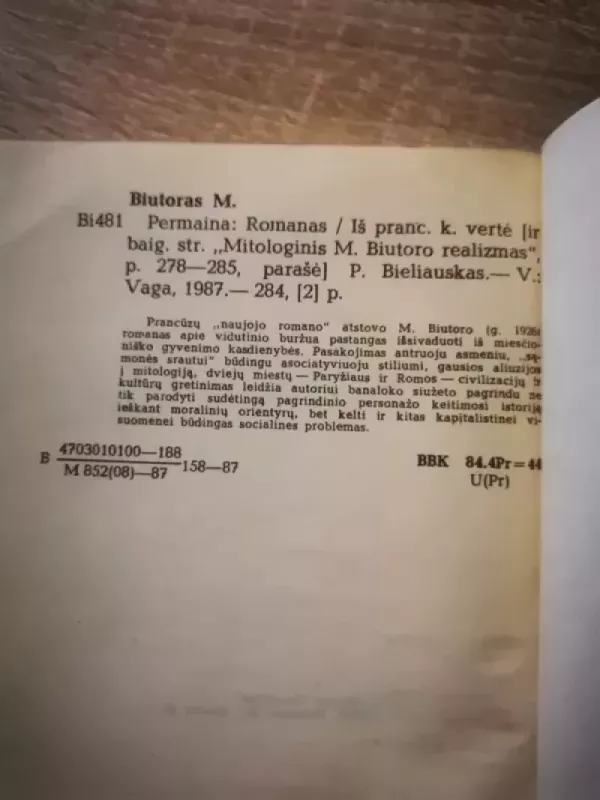 Biutoras M.
Bi481 Permaina: Romanas / Iš pranc. k. vertė [ir
baig. str. „Mitologinis M. Biutoro realizmas“,
p. 278—285, parašė] P. Bieliauskas.— V.:
Vaga, 1987.— 284, [2] p.
Prancūzų „naujojo romano“ atstovo M. Biutoro (g. 1926)
romanas apie vidutinio buržua pastangas išsivaduoti iš miesčio-
niško gyvenimo kasdienybės. Pasakojimas antruoju asmeniu, „są-
monės srautui“ būdingu asociatyviuoju stiliumi, gausios aliuzijos
į mitologiją, dviejų miestų — Paryžiaus ir Romos — civilizacijų ir
kultūrų gretinimas leidžia autoriui banaloko siužeto pagrindu ne
tik parodyti sudėtingą pagrindinio personažo keitimosi istoriją
ieškant moralinių orientyrų, bet kelti ir kitas kapitalistinei vi-
suomenei būdingas socialines problemas.
B 4703010100—188
M 852(08)—87 158—87
BBK 84.4Pr=44
U(Pr)